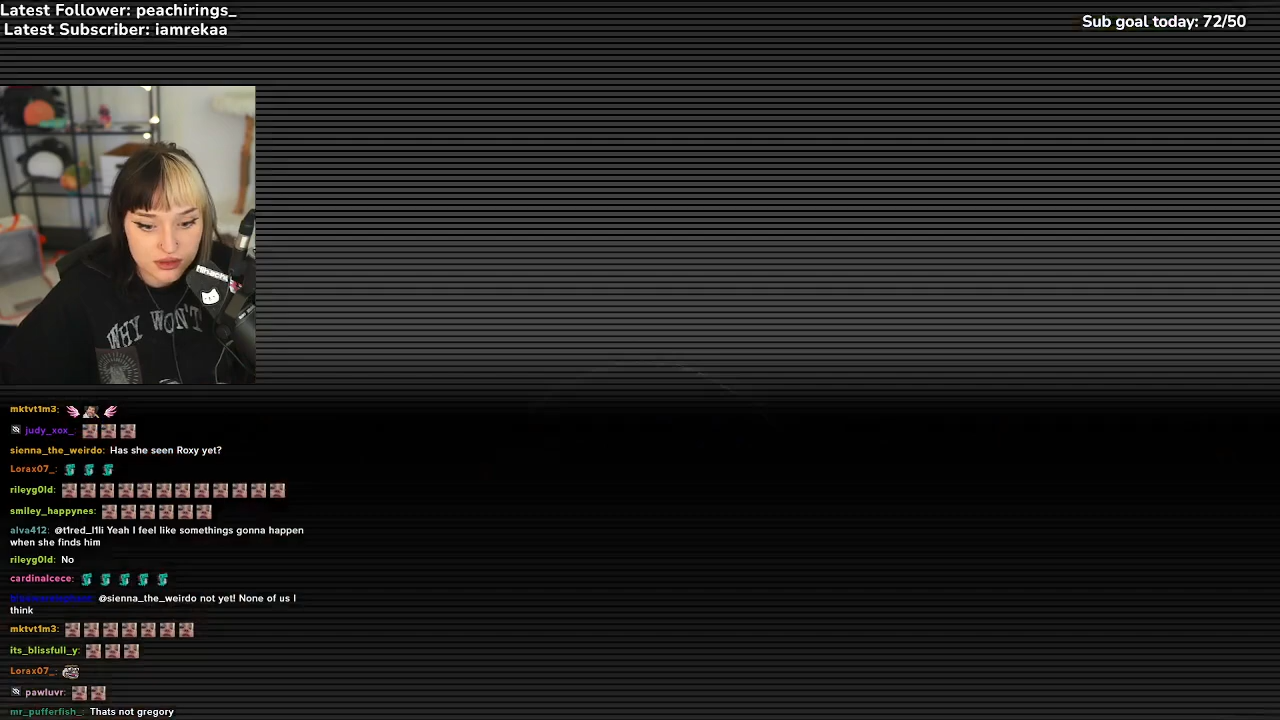 Latest Follower: peachirings_
Latest Subscriber: iamrekaa
Sub goal today: 72/50
WHY WON'T
mktvt1m3:
judy_xox_:
sienna_the_weirdo: Has she seen Roxy yet?
Lorax07_:
rileyg0ld:
smiley_happynes:
alva412: @t1red_l1li Yeah I feel like somethings gonna happen
when she finds him
rileyg0ld: No
cardinalcece:
@sienna_the_weirdo not yet! None of us I
think
mktvt1m3:
its_blissfull_y:
Lorax07_:
pawluvr:
mr_pufferfish_: Thats not gregory